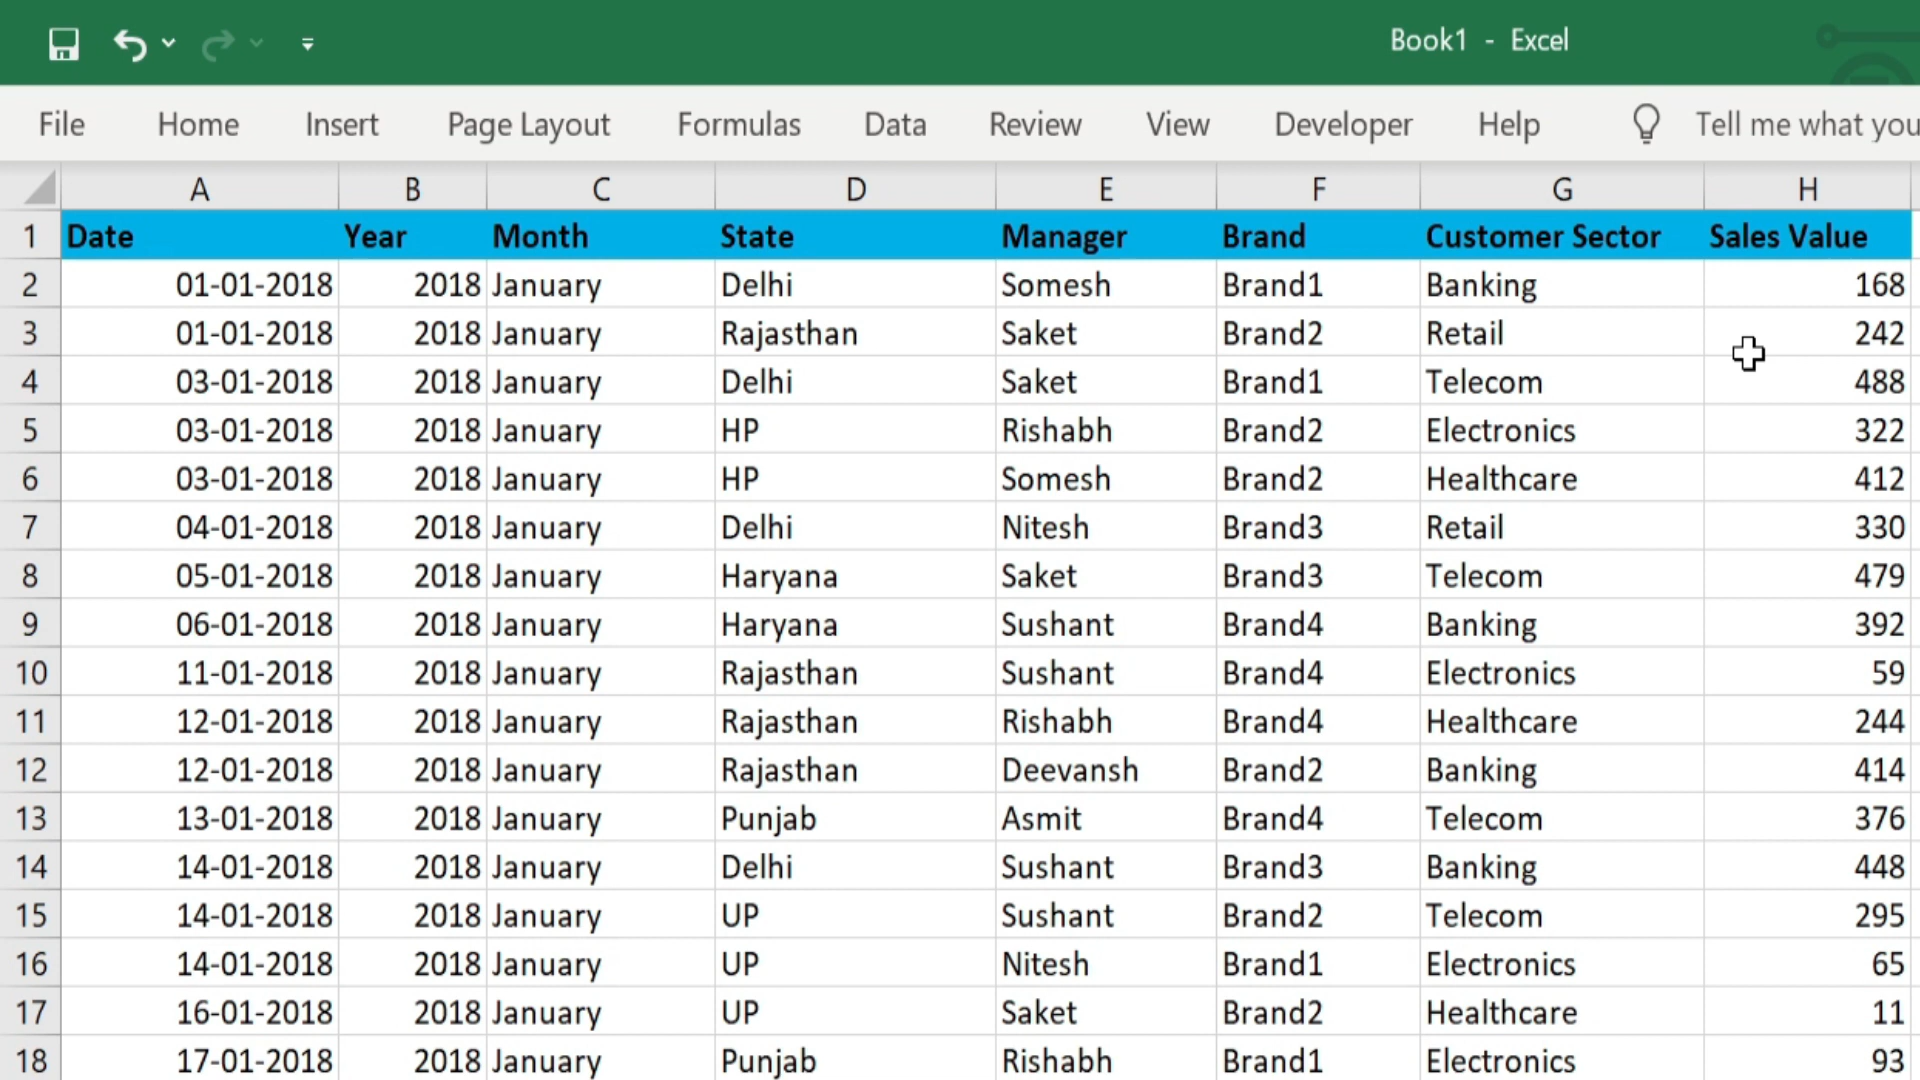 Book1 - Excel
File Home Insert Page Layout Formulas Data Review View Developer Help Tell me what you
A B C D E F G H
1 Date Year Month State Manager Brand Customer Sector Sales Value
2 01-01-2018 2018 January Delhi Somesh Brand1 Banking 168
3 01-01-2018 2018 January Rajasthan Saket Brand2 Retail 242
4 03-01-2018 2018 January Delhi Saket Brand1 Telecom 488
5 03-01-2018 2018 January HP Rishabh Brand2 Electronics 322
6 03-01-2018 2018 January HP Somesh Brand2 Healthcare 412
7 04-01-2018 2018 January Delhi Nitesh Brand3 Retail 330
8 05-01-2018 2018 January Haryana Saket Brand3 Telecom 479
9 06-01-2018 2018 January Haryana Sushant Brand4 Banking 392
10 11-01-2018 2018 January Rajasthan Sushant Brand4 Electronics 59
11 12-01-2018 2018 January Rajasthan Rishabh Brand4 Healthcare 244
12 12-01-2018 2018 January Rajasthan Deevansh Brand2 Banking 414
13 13-01-2018 2018 January Punjab Asmit Brand4 Telecom 376
14 14-01-2018 2018 January Delhi Sushant Brand3 Banking 448
15 14-01-2018 2018 January UP Sushant Brand2 Telecom 295
16 14-01-2018 2018 January UP Nitesh Brand1 Electronics 65
17 16-01-2018 2018 January UP Saket Brand2 Healthcare 11
18 17-01-2018 2018 January Punjab Rishabh Brand1 Electronics 93